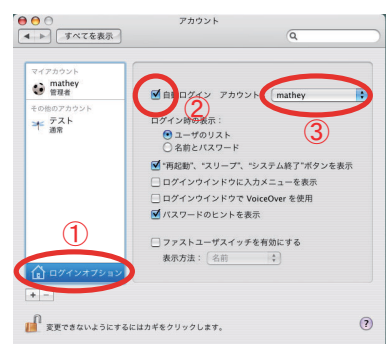 アカウント
すべてを表示
マイアカウント
mathey
管理者
その他のアカウント
テスト
通常
ログインオプション
①
自動ログイン アカウント： mathey
②
③
ログイン時の表示：
ユーザのリスト
名前とパスワード
"再起動"、"スリープ"、"システム終了"ボタンを表示
ログインウインドウに入力メニューを表示
ログインウインドウで VoiceOver を使用
パスワードのヒントを表示
ファストユーザスイッチを有効にする
表示方法： 名前
+ −
変更できないようにするにはカギをクリックします。
?